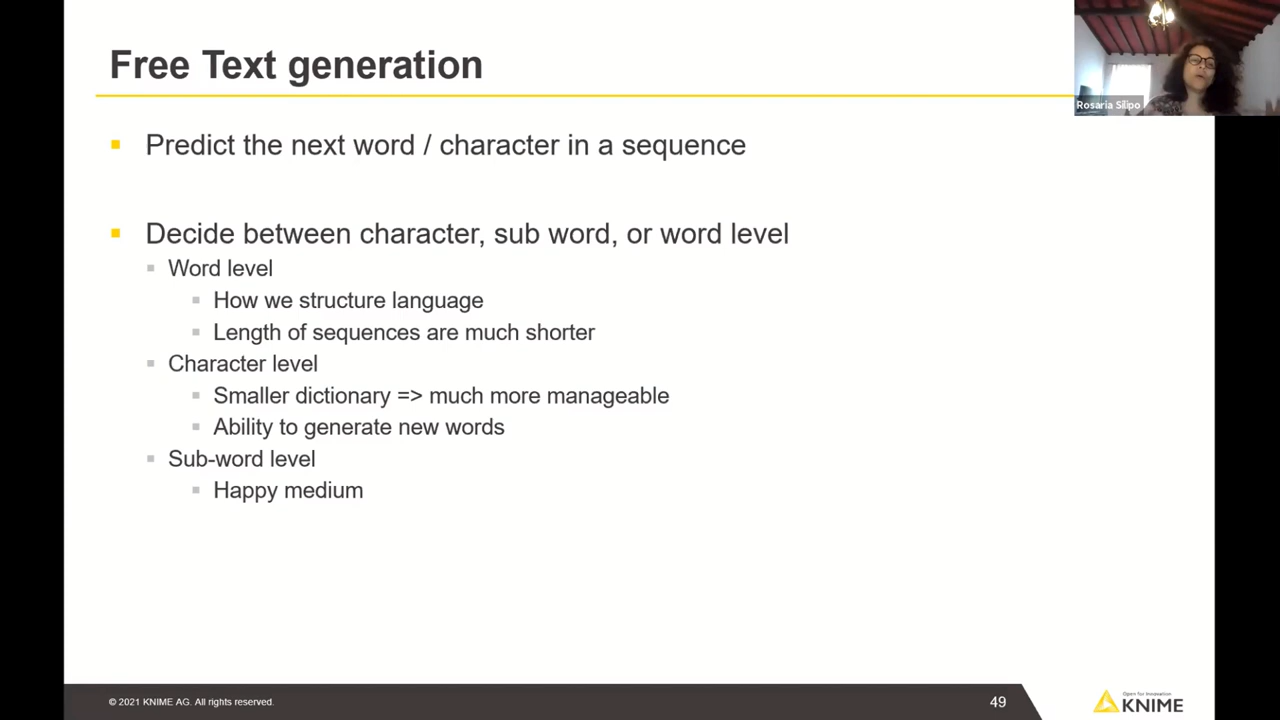 Free Text generation
Rosaria Silipo
Predict the next word / character in a sequence
Decide between character, sub word, or word level
Word level
How we structure language
Length of sequences are much shorter
Character level
Smaller dictionary => much more manageable
Ability to generate new words
Sub-word level
Happy medium
© 2021 KNIME AG. All rights reserved.
49
Open for Innovation
KNIME